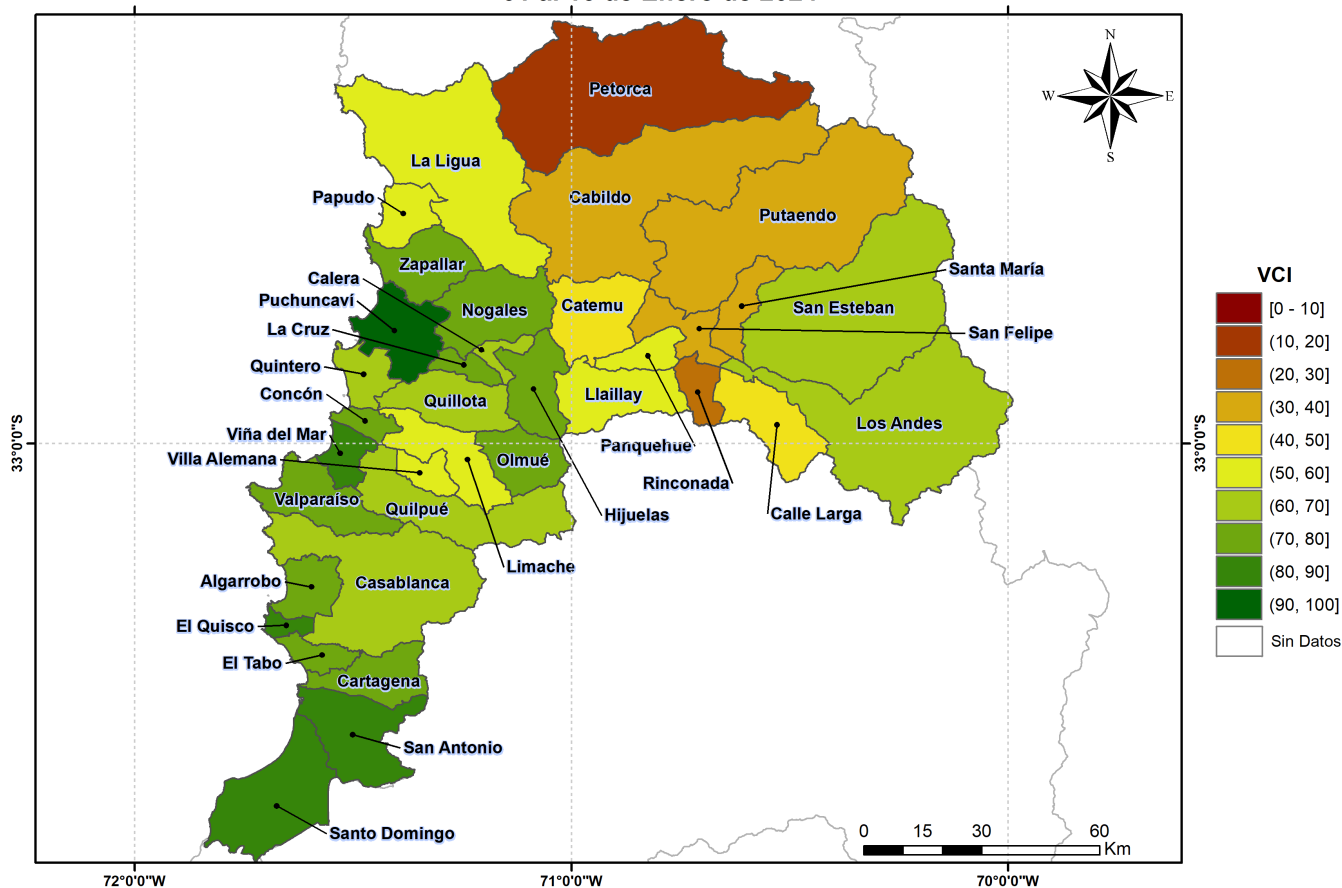 N
W E
S
Petorca
La Ligua
Papudo
Cabildo
Putaendo
Zapallar
Santa María
Calera
Puchuncaví
Nogales
Catemu
San Esteban
La Cruz
San Felipe
Quintero
Concón
Quillota
Llaillay
Los Andes
Viña del Mar
Panquehue
Villa Alemana
Olmué
Rinconada
Valparaíso
Quilpué
Hijuelas
Calle Larga
Limache
Algarrobo
Casablanca
El Quisco
El Tabo
Cartagena
San Antonio
Santo Domingo
VCI
[0 - 10]
(10, 20]
(20, 30]
(30, 40]
(40, 50]
(50, 60]
(60, 70]
(70, 80]
(80, 90]
(90, 100]
Sin Datos
33°0'0"S
33°0'0"S
0 15 30 60
Km
72°0'0"W
71°0'0"W
70°0'0"W